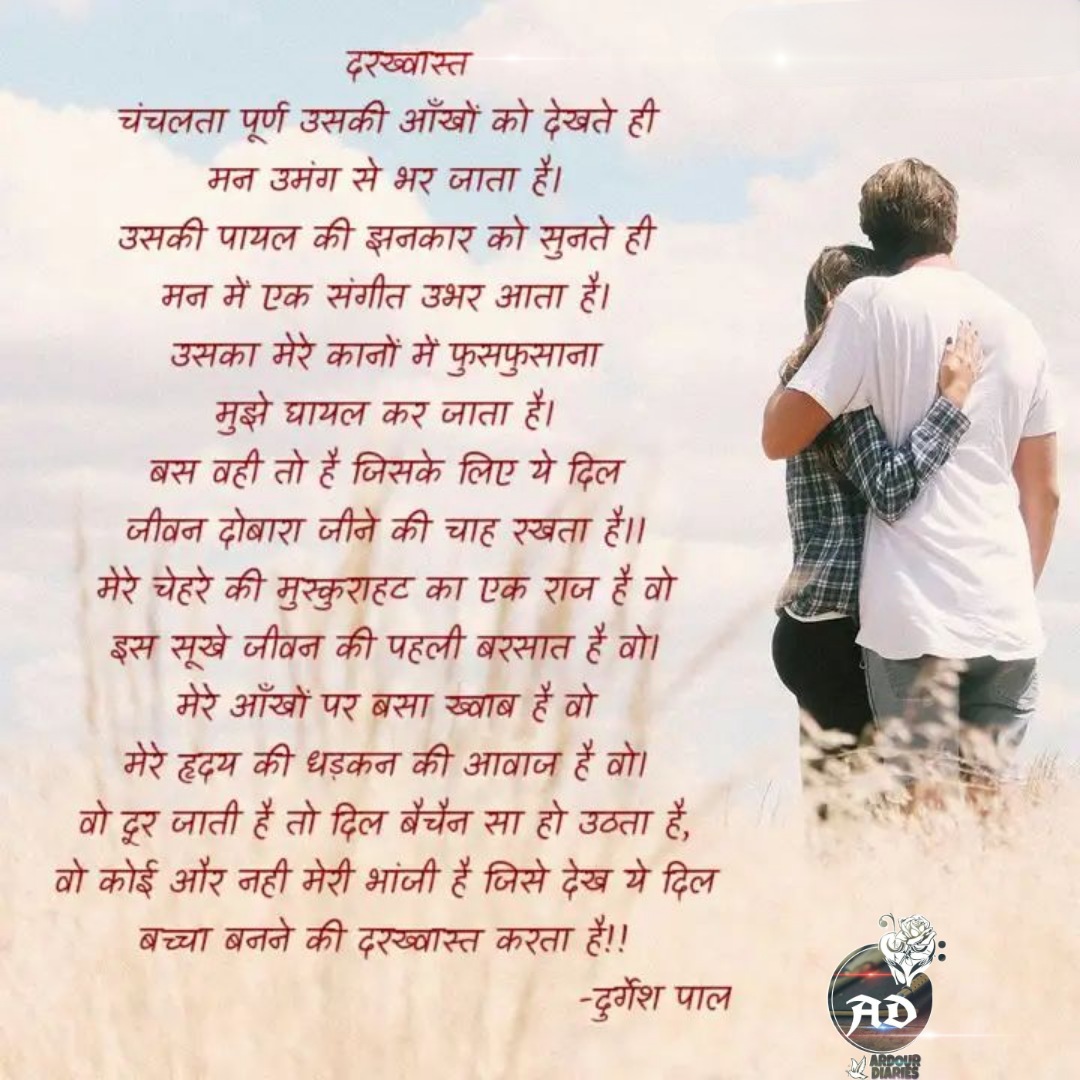 दरख्वास्त
चंचलता पूर्ण उसकी आँखों को देखते ही
मन उमंग से भर जाता है।
उसकी पायल की झनकार को सुनते ही
मन में एक संगीत उभर आता है।
उसका मेरे कानों में फुसफुसाना
मुझे घायल कर जाता है।
बस वही तो है जिसके लिए ये दिल
जीवन दोबारा जीने की चाह रखता है।।
मेरे चेहरे की मुस्कुराहट का एक राज है वो
इस सूखे जीवन की पहली बरसात है वो।
मेरे आँखों पर बसा ख्वाब है वो
मेरे हृदय की धड़कन की आवाज है वो।
वो दूर जाती है तो दिल बैचैन सा हो उठता है,
वो कोई और नही मेरी भांजी है जिसे देख ये दिल
बच्चा बनने की दरख्वास्त करता है!!
-दुर्गेश पाल
AD
ARDOUR
DIARIES